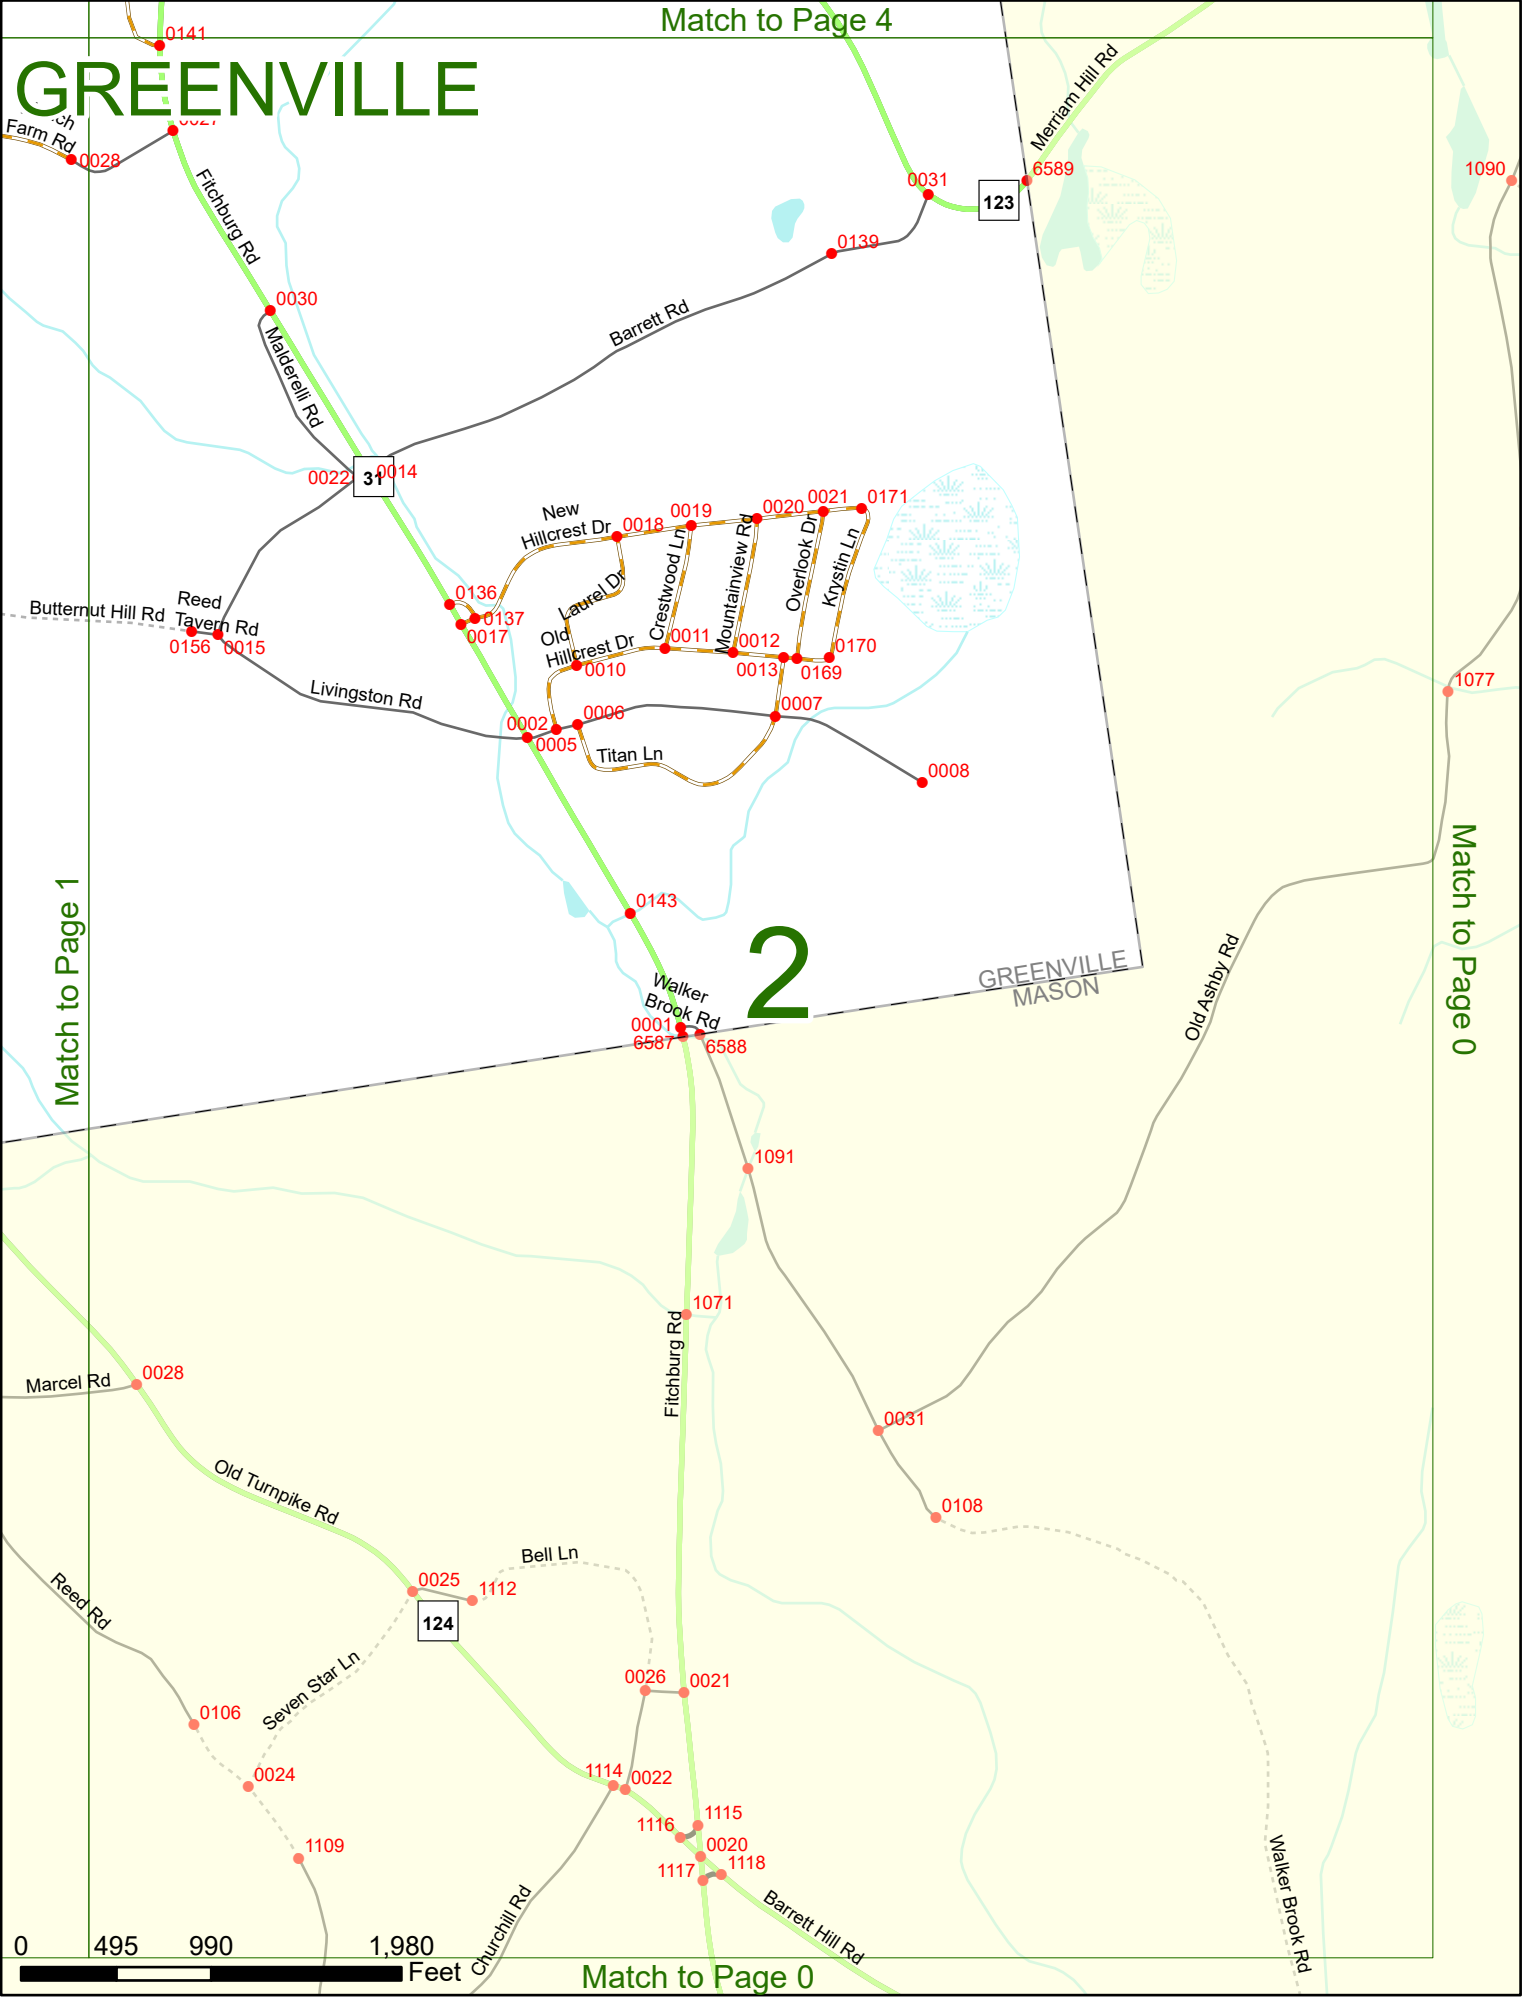 Match to Page 4
0141
GREENVILLE
ch
Farm Rd
0028
Fitchburg Rd
Merriam Hill Rd
6589
1090
0031
123
0139
0030
Malderelli Rd
Barrett Rd
0022
31
0014
New
Hillcrest Dr
0018
0019
0020
0021
0171
Crestwood Ln
Mountainview Rd
Overlook Dr
Krystin Ln
Laurel Dr
0136
0137
0017
Butternut Hill Rd
Reed
Tavern Rd
0156
0015
Old
Hillcrest Dr
0010
0011
0012
0013
0169
0170
Livingston Rd
0002
0005
0006
0007
Titan Ln
0008
1077
Match to Page 1
Match to Page 0
0143
2
Walker
Brook Rd
0001
6587
6588
GREENVILLE
MASON
Old Ashby Rd
1091
1071
Fitchburg Rd
Marcel Rd
0028
0031
Old Turnpike Rd
0108
Bell Ln
0025
1112
124
Reed Rd
Seven Star Ln
0026
0021
0106
0024
1114
0022
1115
1116
0020
1117
1118
1109
Churchill Rd
Barrett Hill Rd
Walker Brook Rd
0
495
990
1,980
Feet
Match to Page 0